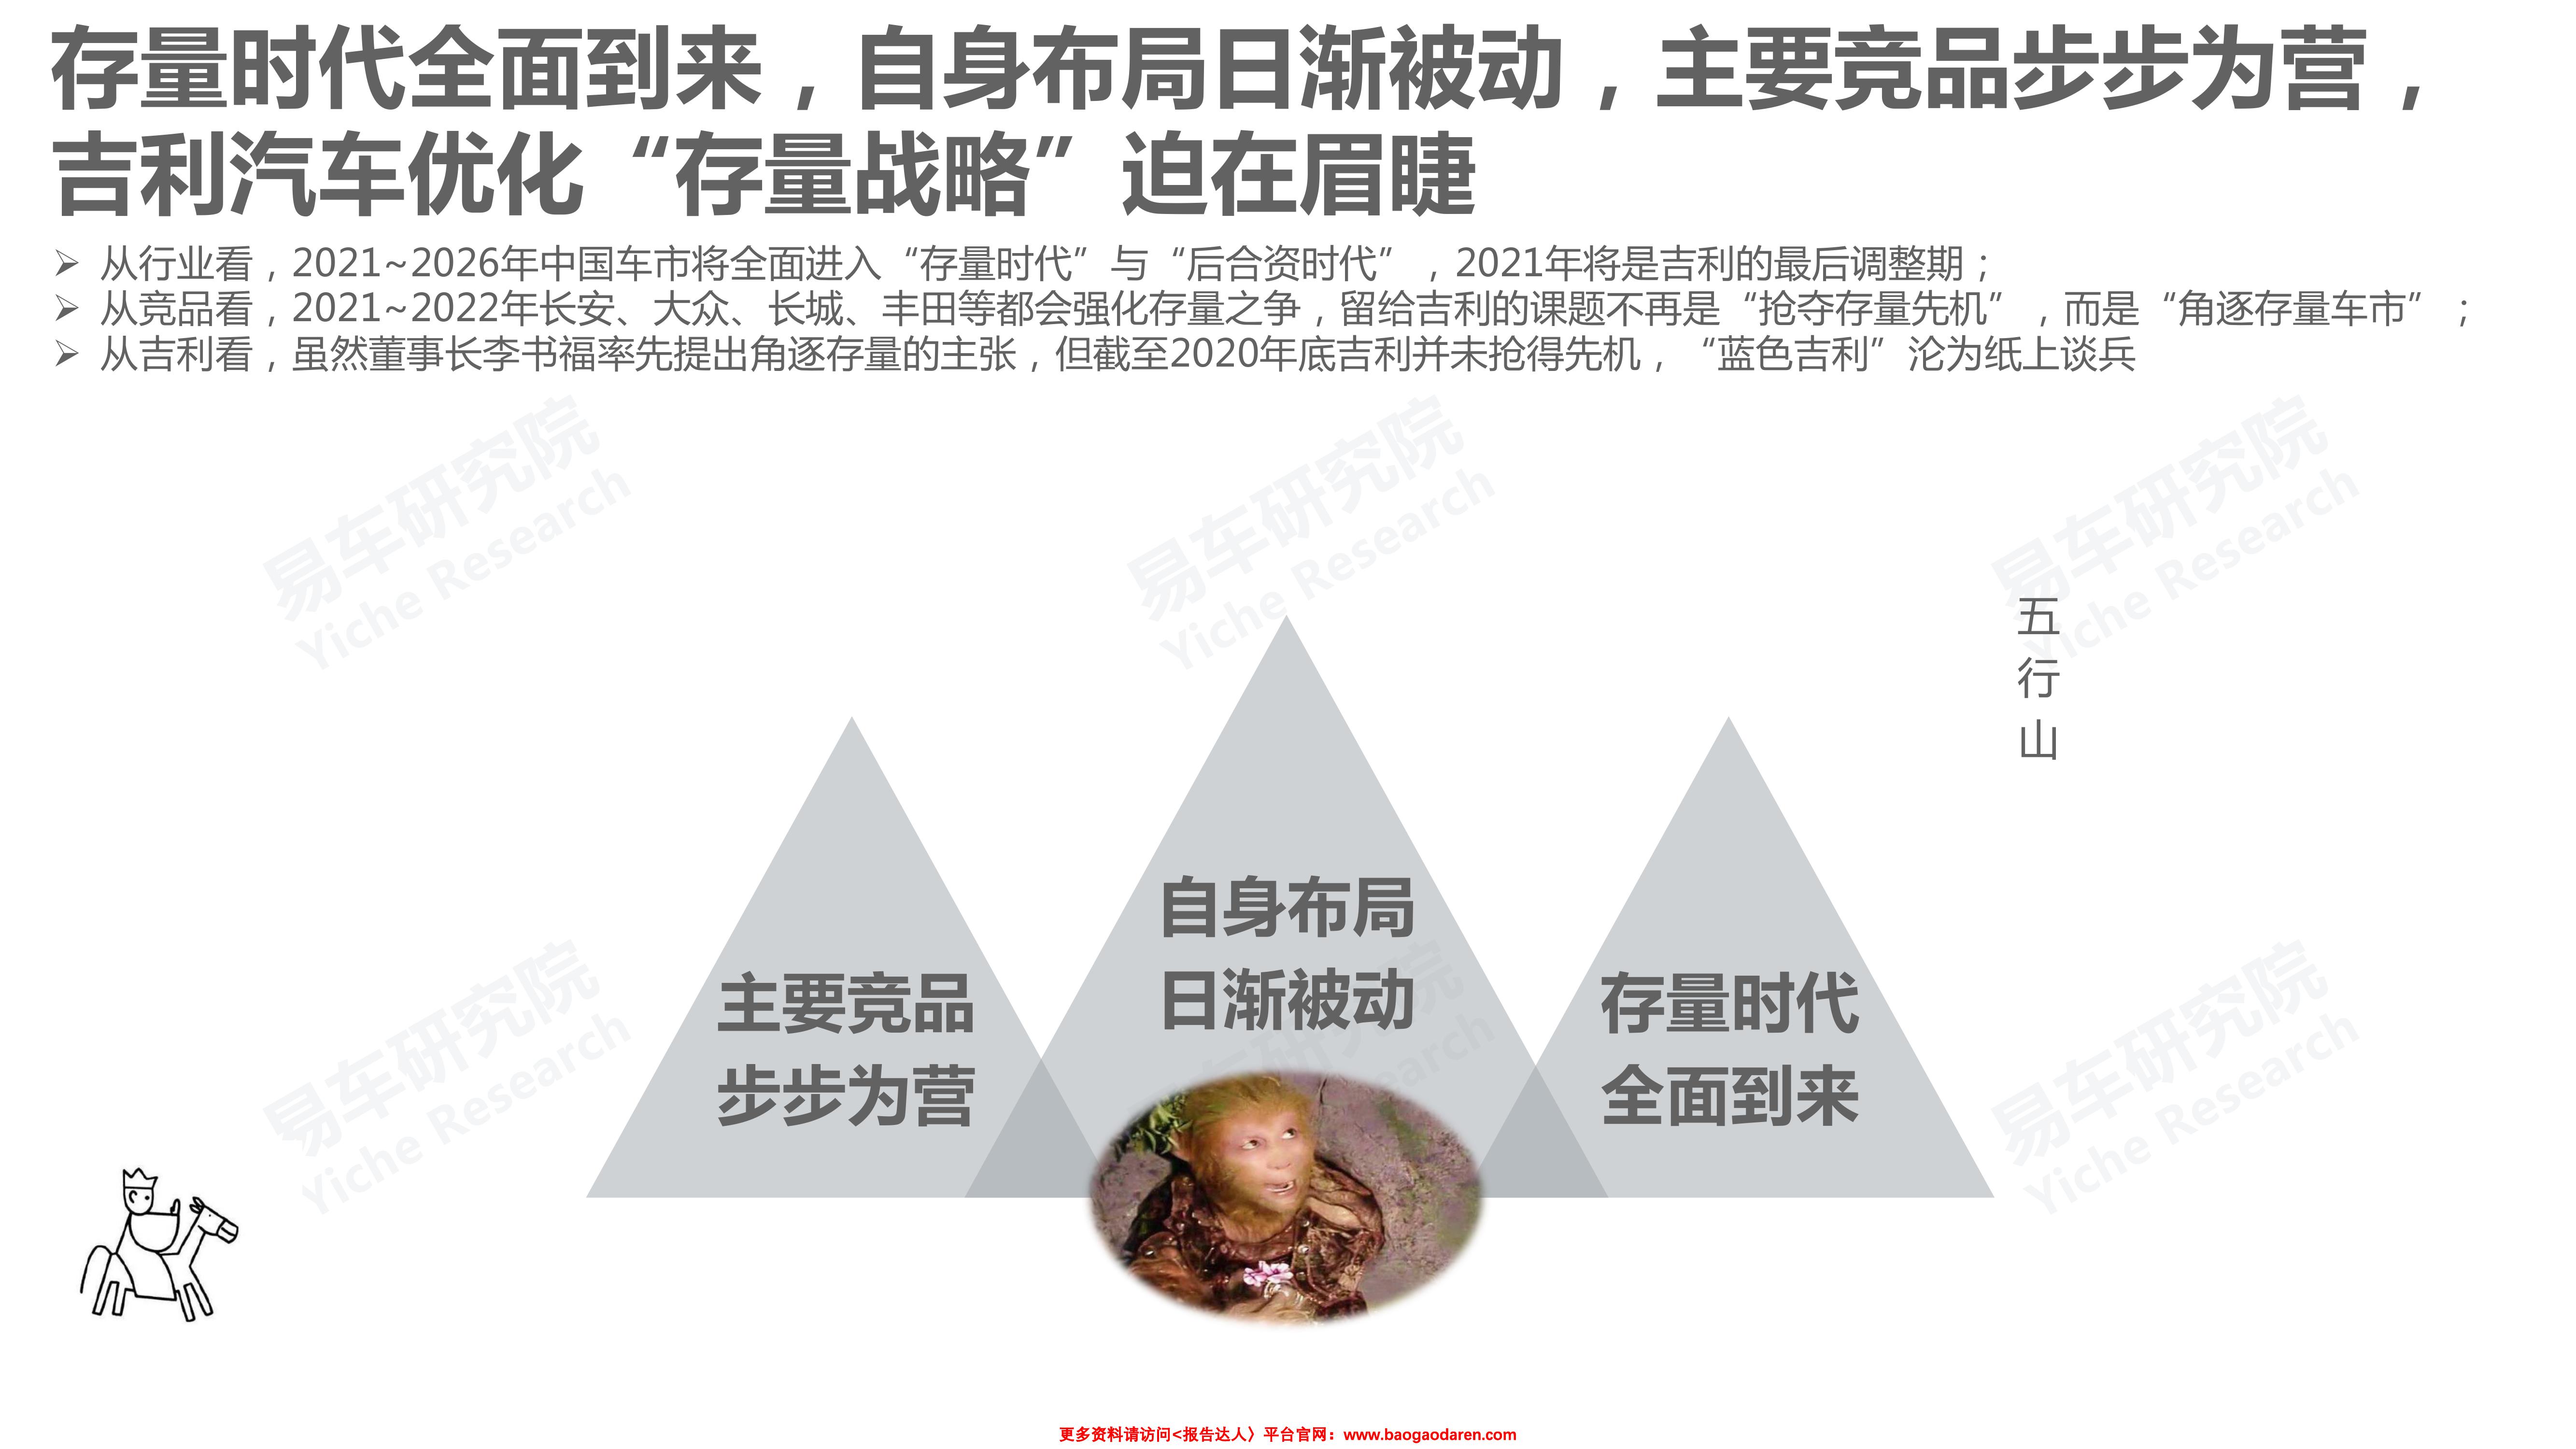 存量时代全面到来，自身布局日渐被动，主要竞品步步为营，
吉利汽车优化“存量战略”迫在眉睫
➢ 从行业看，2021~2026年中国车市将全面进入“存量时代”与“后合资时代”，2021年将是吉利的最后调整期；
➢ 从竞品看，2021~2022年长安、大众、长城、丰田等都会强化存量之争，留给吉利的课题不再是“抢夺存量先机”，而是“角逐存量车市”；
➢ 从吉利看，虽然董事长李书福率先提出角逐存量的主张，但截至2020年底吉利并未抢得先机，“蓝色吉利”沦为纸上谈兵
易车研究院
Yiche Research
易车研究院
Yiche Research
易车研究院
Yiche Research
五
行
山
自身布局
日渐被动
主要竞品
步步为营
存量时代
全面到来
易车研究院
Yiche Research
易车研究院
Yiche Research
易车研究院
Yiche Research
更多资料请访问<报告达人〉平台官网：www.baogaodaren.com